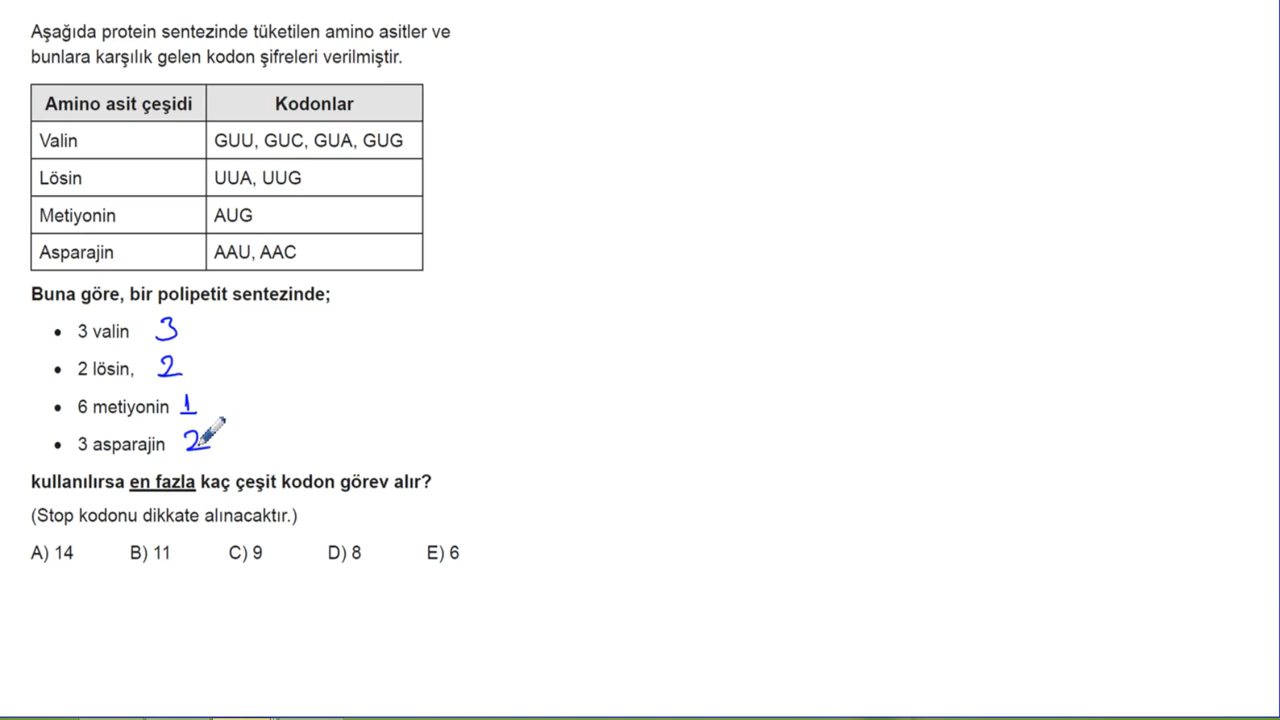 Aşağıda protein sentezinde tüketilen amino asitler ve
bunlara karşılık gelen kodon şifreleri verilmiştir.
Amino asit çeşidi Kodonlar
Valin GUU, GUC, GUA, GUG
Lösin UUA, UUG
Metiyonin AUG
Asparajin AAU, AAC
Buna göre, bir polipetit sentezinde;
• 3 valin 3
• 2 lösin, 2
• 6 metiyonin 1
• 3 asparajin 2
kullanılırsa en fazla kaç çeşit kodon görev alır?
(Stop kodonu dikkate alınacaktır.)
A) 14 B) 11 C) 9 D) 8 E) 6